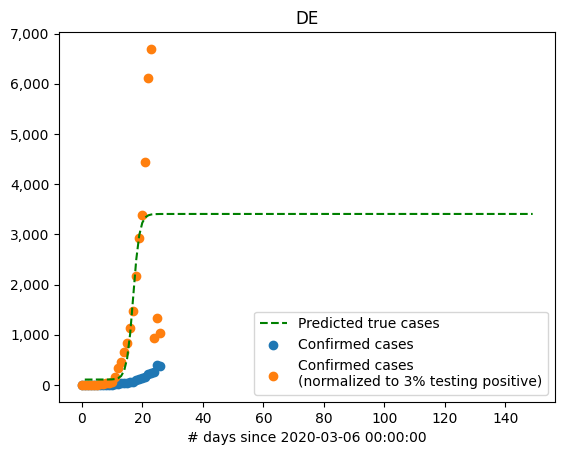 DE
7,000
6,000
5,000
4,000
3,000
2,000
1,000
0
0 20 40 60 80 100 120 140
# days since 2020-03-06 00:00:00
Predicted true cases
Confirmed cases
Confirmed cases
(normalized to 3% testing positive)